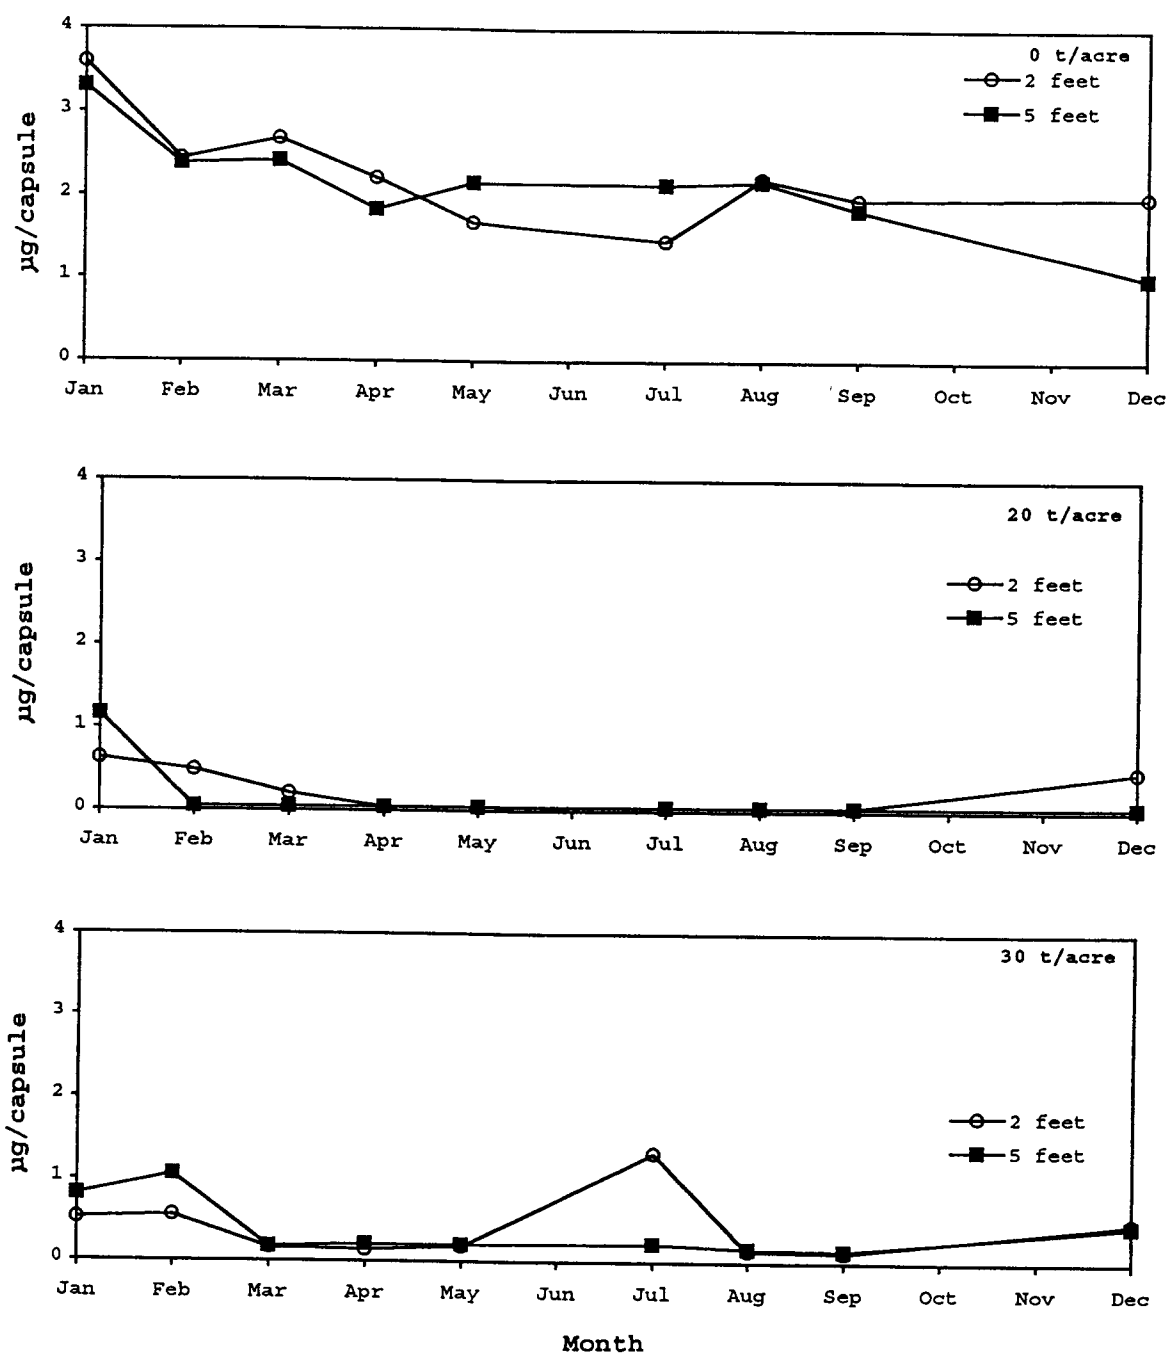 4
0 t/acre
2 feet
3
5 feet
µg/capsule
2
1
0
Jan Feb Mar Apr May Jun Jul Aug Sep Oct Nov Dec
4
20 t/acre
3
2 feet
5 feet
µg/capsule
2
1
0
Jan Feb Mar Apr May Jun Jul Aug Sep Oct Nov Dec
4
30 t/acre
3
µg/capsule
2
2 feet
5 feet
1
0
Jan Feb Mar Apr May Jun Jul Aug Sep Oct Nov Dec
Month